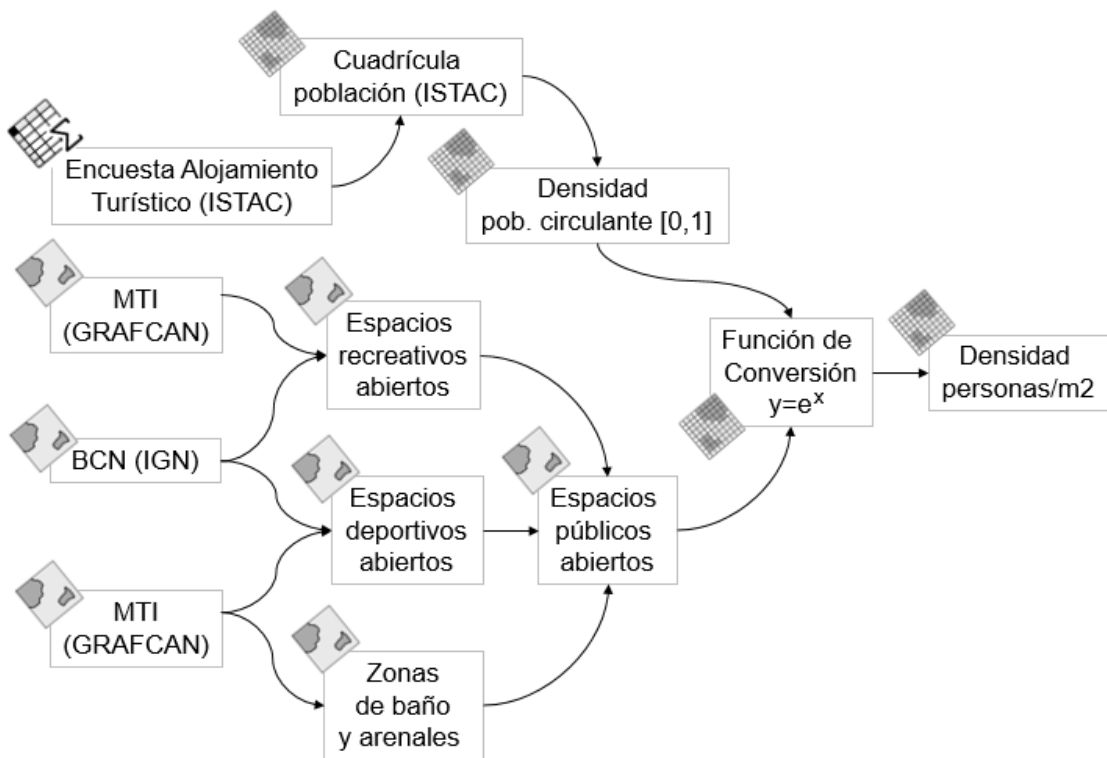 Cuadrícula
población (ISTAC)
Encuesta Alojamiento
Turístico (ISTAC)
Densidad
pob. circulante [0,1]
MTI
(GRAFCAN)
Espacios
recreativos
abiertos
Función de
Conversión
y=eˣ
Densidad
personas/m2
BCN (IGN)
Espacios
deportivos
abiertos
Espacios
públicos
abiertos
MTI
(GRAFCAN)
Zonas
de baño
y arenales